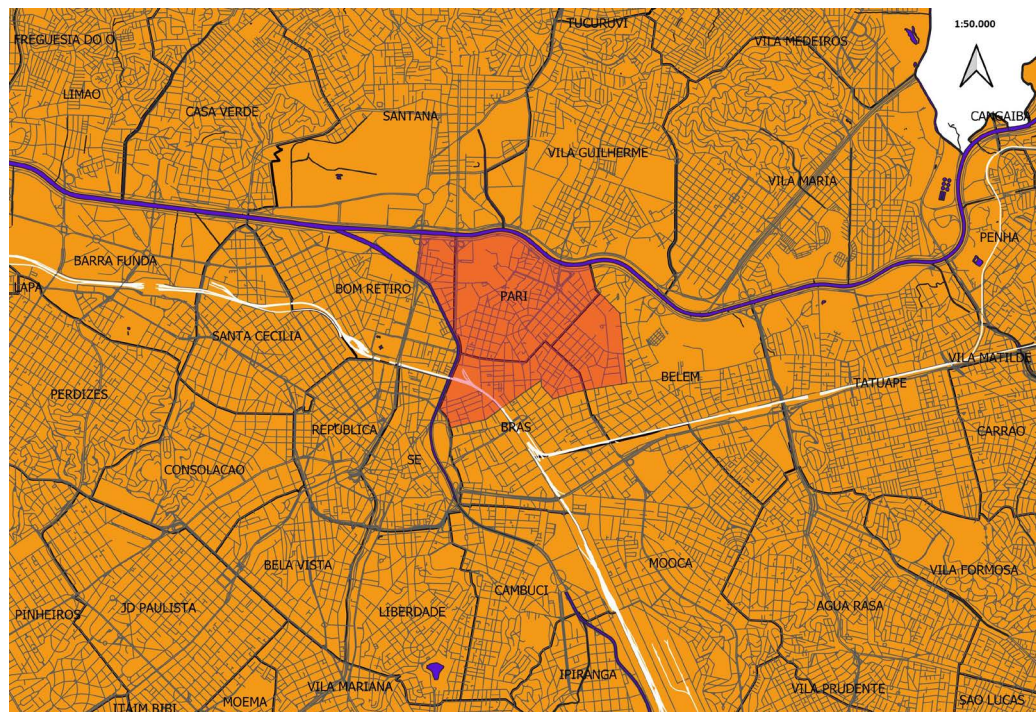 1:50.000
TUCURUVI
FREGUESIA DO O
VILA MEDEIROS
LIMAO
CASA VERDE
SANTANA
CANGAIBA
VILA GUILHERME
VILA MARIA
PENHA
BARRA FUNDA
LAPA
BOM RETIRO
PARI
SANTA CECILIA
VILA MATILDE
BELEM
TATUAPE
PERDIZES
REPUBLICA
BRAS
CARRAO
SE
CONSOLACAO
BELA VISTA
MOOCA
VILA FORMOSA
CAMBUCI
PINHEIROS
JD PAULISTA
LIBERDADE
AGUA RASA
IPIRANGA
VILA MARIANA
VILA PRUDENTE
MOEMA
SAO LUCAS
ITAIM BIBI